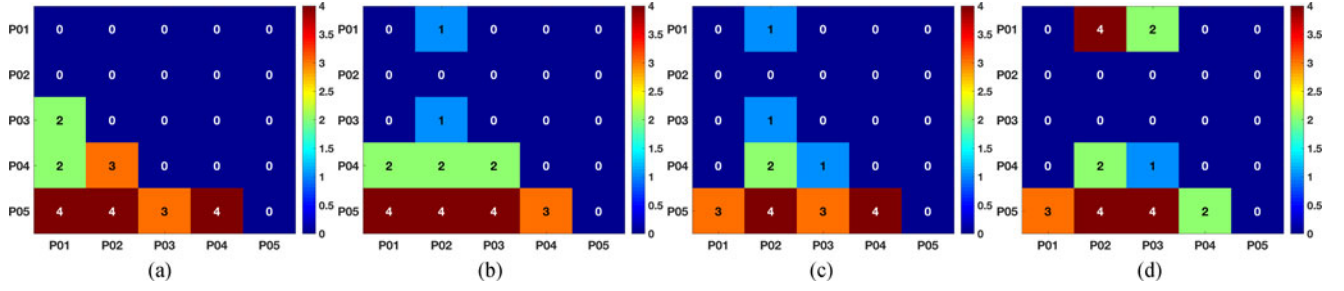 P01 0 0 0 0 0
P02 0 0 0 0 0
P03 2 0 0 0 0
P04 2 3 0 0 0
P05 4 4 3 4 0
P01 P02 P03 P04 P05
4
3.5
3
2.5
2
1.5
1
0.5
0
(a)
P01 0 1 0 0 0
P02 0 0 0 0 0
P03 0 1 0 0 0
P04 2 2 2 0 0
P05 4 4 4 3 0
P01 P02 P03 P04 P05
4
3.5
3
2.5
2
1.5
1
0.5
0
(b)
P01 0 1 0 0 0
P02 0 0 0 0 0
P03 0 1 0 0 0
P04 0 2 1 0 0
P05 3 4 3 4 0
P01 P02 P03 P04 P05
4
3.5
3
2.5
2
1.5
1
0.5
0
(c)
P01 0 4 2 0 0
P02 0 0 0 0 0
P03 0 0 0 0 0
P04 0 2 1 0 0
P05 3 4 4 2 0
P01 P02 P03 P04 P05
4
3.5
3
2.5
2
1.5
1
0.5
0
(d)